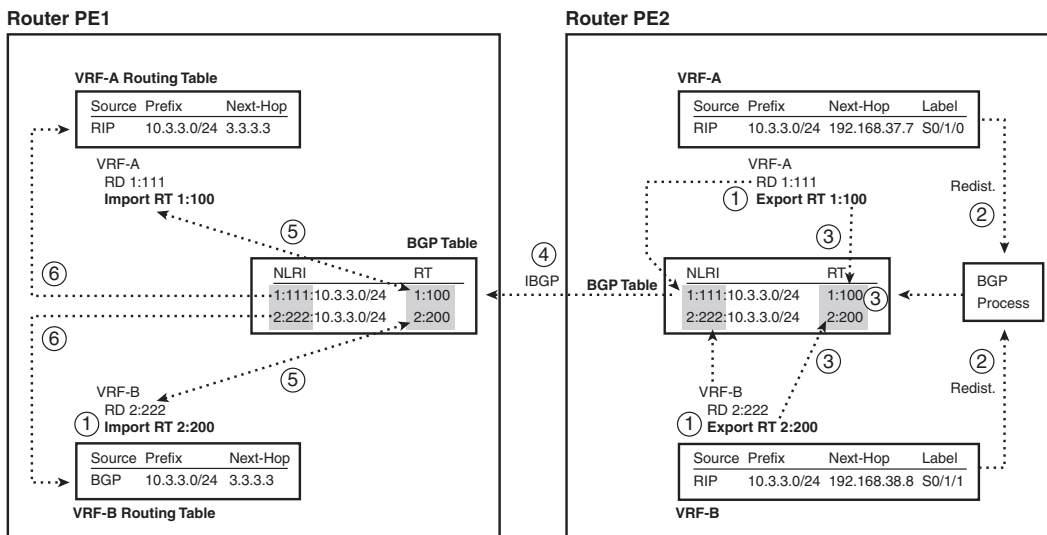 Router PE1
VRF-A Routing Table
Source Prefix Next-Hop
RIP 10.3.3.0/24 3.3.3.3
VRF-A
RD 1:111
Import RT 1:100
⑤
⑥
BGP Table
NLRI RT
1:111:10.3.3.0/24 1:100
2:222:10.3.3.0/24 2:200
⑥
⑤
VRF-B
RD 2:222
① Import RT 2:200
Source Prefix Next-Hop
BGP 10.3.3.0/24 3.3.3.3
VRF-B Routing Table
④
IBGP
Router PE2
VRF-A
Source Prefix Next-Hop Label
RIP 10.3.3.0/24 192.168.37.7 S0/1/0
VRF-A
RD 1:111
① Export RT 1:100
Redist.
②
③
BGP Table
NLRI RT
1:111:10.3.3.0/24 1:100 ③
2:222:10.3.3.0/24 2:200
BGP
Process
③
②
Redist.
VRF-B
RD 2:222
① Export RT 2:200
Source Prefix Next-Hop Label
RIP 10.3.3.0/24 192.168.38.8 S0/1/1
VRF-B